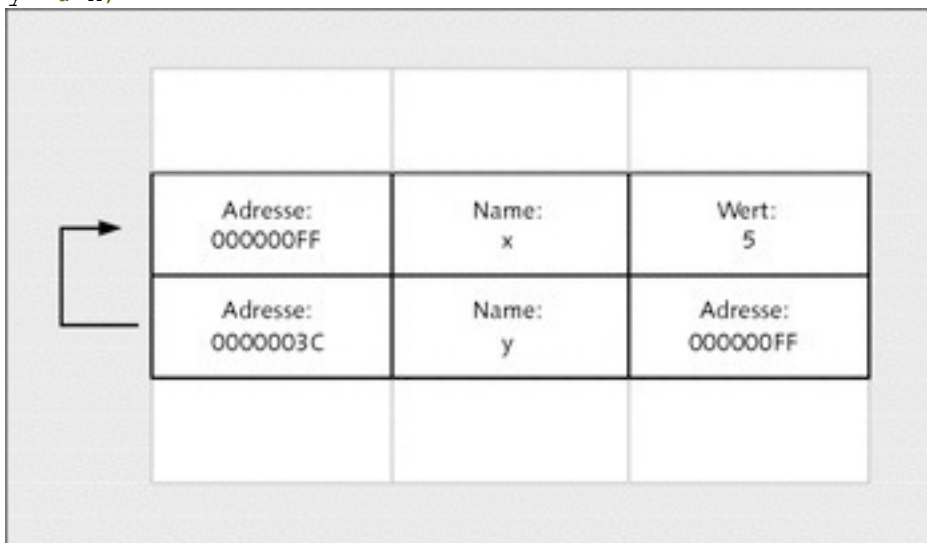 Adresse:
000000FF
Name:
x
Wert:
5
Adresse:
0000003C
Name:
y
Adresse:
000000FF